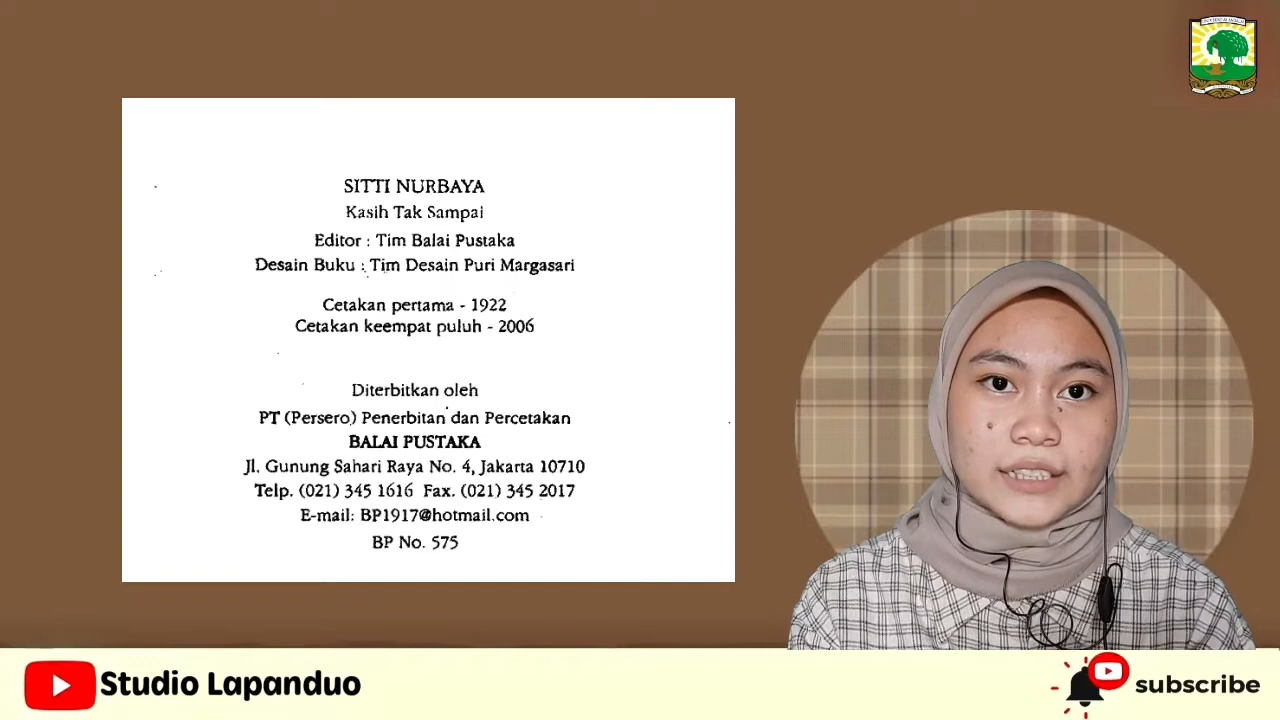 SITTI NURBAYA
Kasih Tak Sampai
Editor : Tim Balai Pustaka
Desain Buku : Tim Desain Puri Margasari
Cetakan pertama - 1922
Cetakan keempat puluh - 2006
Diterbitkan oleh
PT (Persero) Penerbitan dan Percetakan
BALAI PUSTAKA
Jl. Gunung Sahari Raya No. 4, Jakarta 10710
Telp. (021) 345 1616 Fax. (021) 345 2017
E-mail: BP1917@hotmail.com
BP No. 575
Studio Lapanduo
subscribe